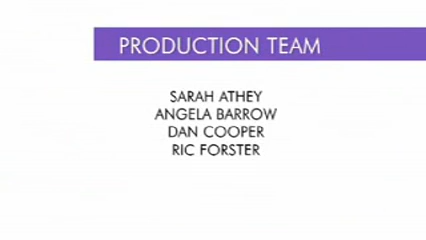 PRODUCTION TEAM
SARAH ATHEY
ANGELA BARROW
DAN COOPER
RIC FORSTER